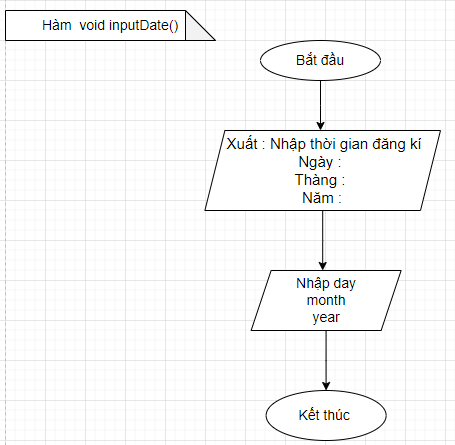 Hàm void inputDate()
Bắt đầu
Xuất : Nhập thời gian đăng kí
Ngày :
Thàng :
Năm :
Nhập day
month
year
Kết thúc